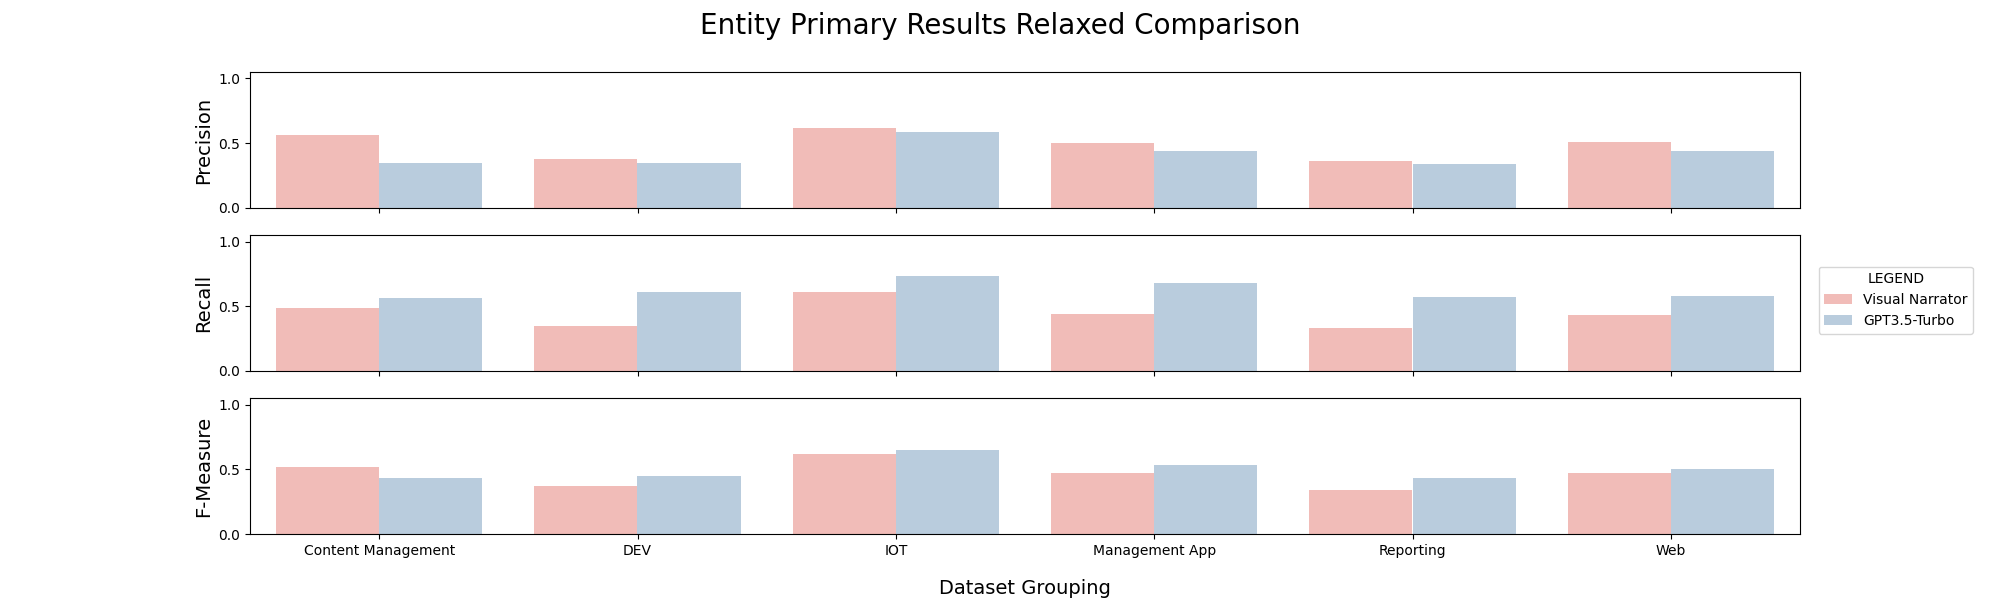 Entity Primary Results Relaxed Comparison
1.0
0.5
0.0
Precision
1.0
0.5
0.0
Recall
LEGEND
Visual Narrator
GPT3.5-Turbo
1.0
0.5
0.0
F-Measure
Content Management DEV IOT Management App Reporting Web
Dataset Grouping